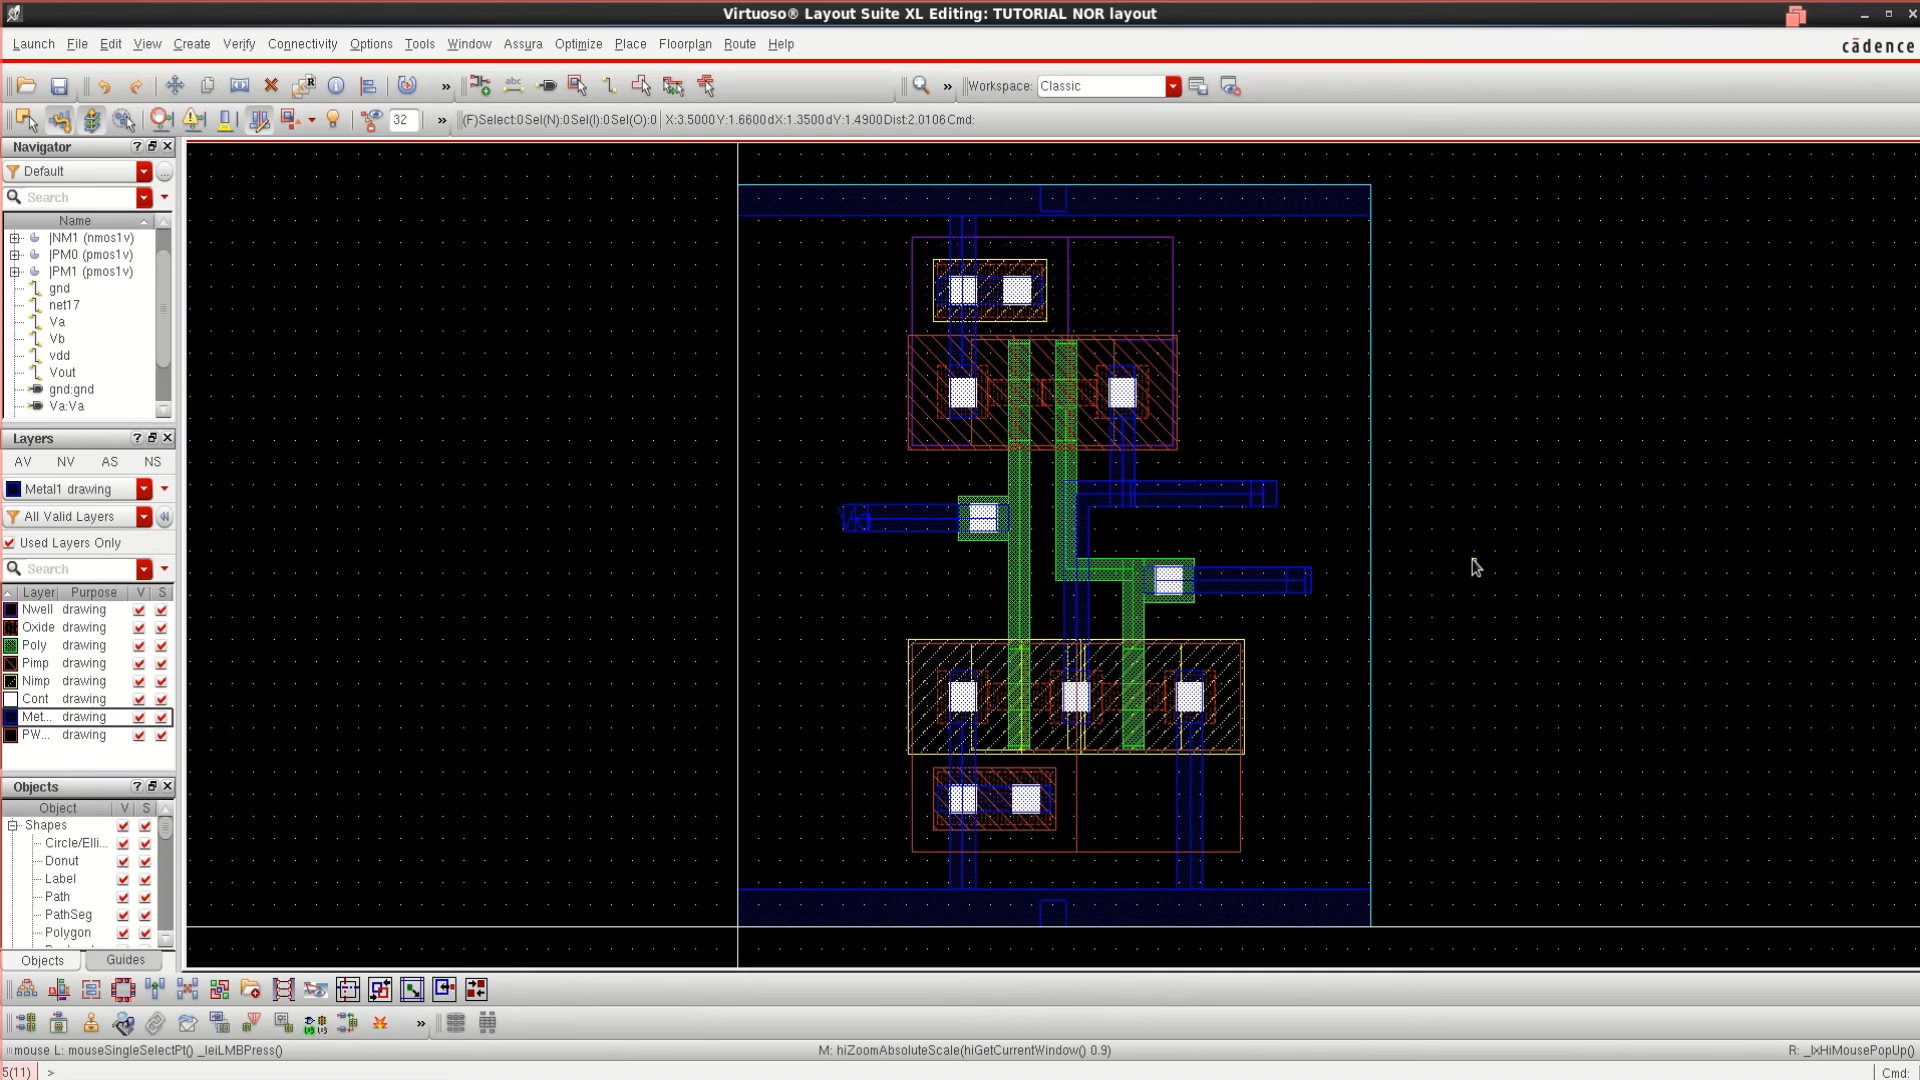 Virtuoso® Layout Suite XL Editing: TUTORIAL NOR layout
Launch File Edit View Create Verify Connectivity Options Tools Window Assura Optimize Place Floorplan Route Help
cādence
» abc » Workspace: Classic
32 » (F)Select:0 Sel(N):0 Sel(I):0 Sel(O):0 X:3.5000 Y:1.6600 dX:1.3500 dY:1.4900 Dist:2.0106 Cmd:
Navigator
Default
Search
Name
|NM1 (nmos1v)
|PM0 (pmos1v)
|PM1 (pmos1v)
gnd
net17
Va
Vb
vdd
Vout
gnd:gnd
Va:Va
Layers
AV NV AS NS
Metal1 drawing
All Valid Layers
Used Layers Only
Search
Layer Purpose V S
Nwell drawing
Oxide drawing
Poly drawing
Pimp drawing
Nimp drawing
Cont drawing
Met... drawing
PW... drawing
Objects
Object V S
Shapes
Circle/Elli...
Donut
Label
Path
PathSeg
Polygon
Objects Guides
»
mouse L: mouseSingleSelectPt() _leiLMBPress() M: hiZoomAbsoluteScale(hiGetCurrentWindow() 0.9) R: _lxHiMousePopUp()
5(11) > Cmd: